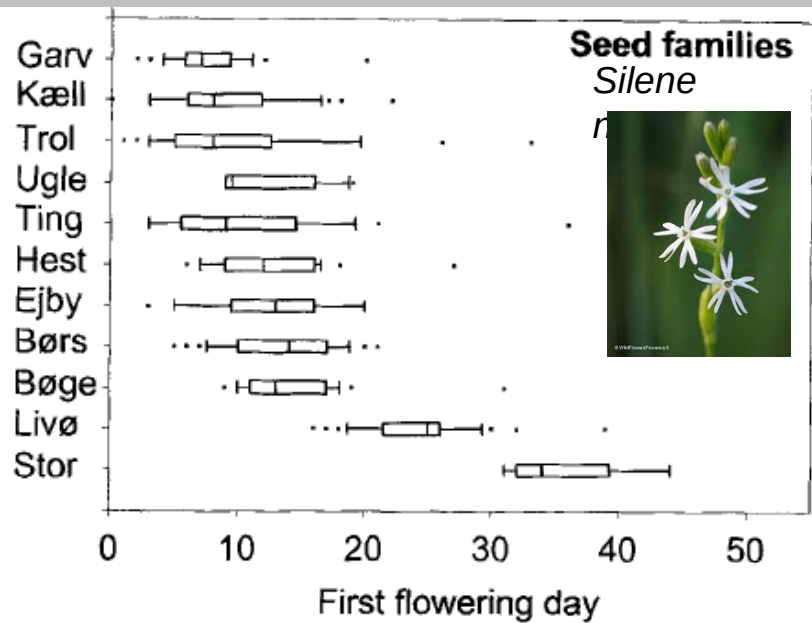 Seed families
Silene
Garv
Kæll
Trol
Ugle
Ting
Hest
Ejby
Børs
Bøge
Livø
Stor
0 10 20 30 40 50
First flowering day